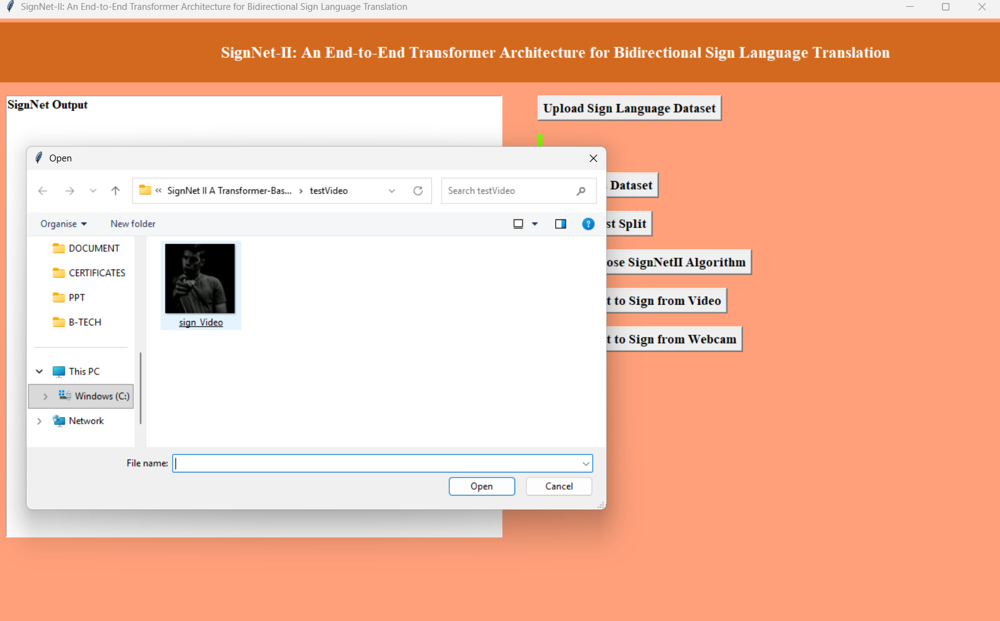 SignNet-II: An End-to-End Transformer Architecture for Bidirectional Sign Language Translation
SignNet-II: An End-to-End Transformer Architecture for Bidirectional Sign Language Translation
SignNet Output
Upload Sign Language Dataset
Open
« SignNet II A Transformer-Bas... › testVideo
Search testVideo
Dataset
Organise
New folder
st Split
DOCUMENT
CERTIFICATES
PPT
B-TECH
sign_Video
ose SignNetII Algorithm
t to Sign from Video
t to Sign from Webcam
This PC
Windows (C:)
Network
File name:
Open
Cancel